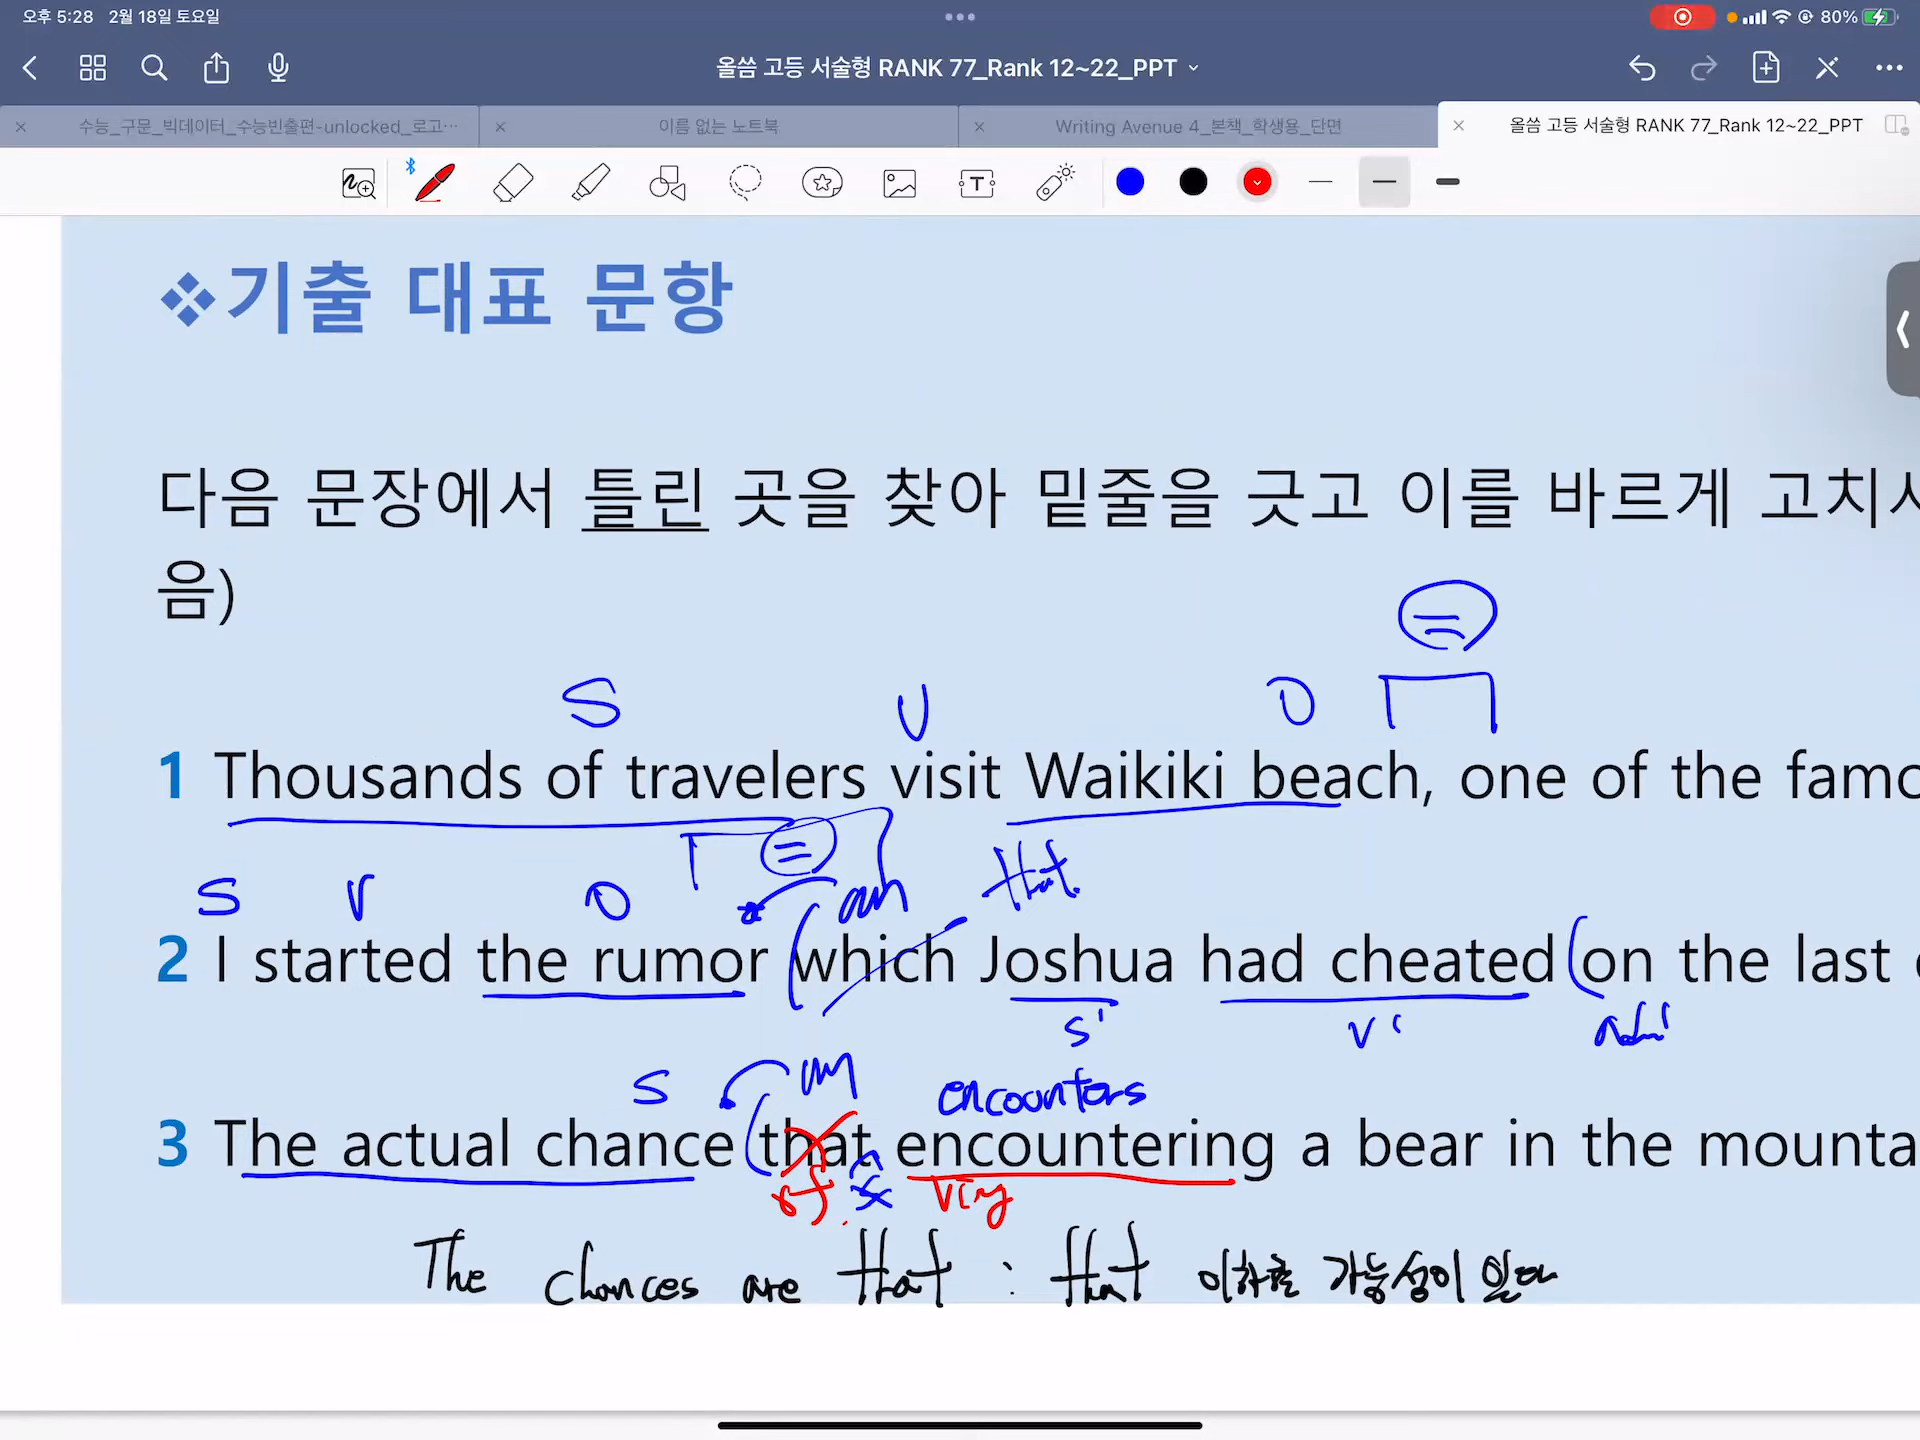 오후 5:28 2월 18일 토요일
80%
올씀 고등 서술형 RANK 77_Rank 12~22_PPT
수능_구문_빅데이터_수능빈출편-unlocked_로고…
이름 없는 노트북
Writing Avenue 4_본책_학생용_단면
올씀 고등 서술형 RANK 77_Rank 12~22_PPT
T
❖기출 대표 문항
다음 문장에서 틀린 곳을 찾아 밑줄을 긋고 이를 바르게 고치시
음)
=
S V O
1 Thousands of travelers visit Waikiki beach, one of the famo
=
that
S V O
2 I started the rumor (which Joshua had cheated (on the last
S' V'
S encounters
3 The actual chance (that encountering a bear in the mounta
of Ving
The chances are that : that 이하할 가능성이 있다